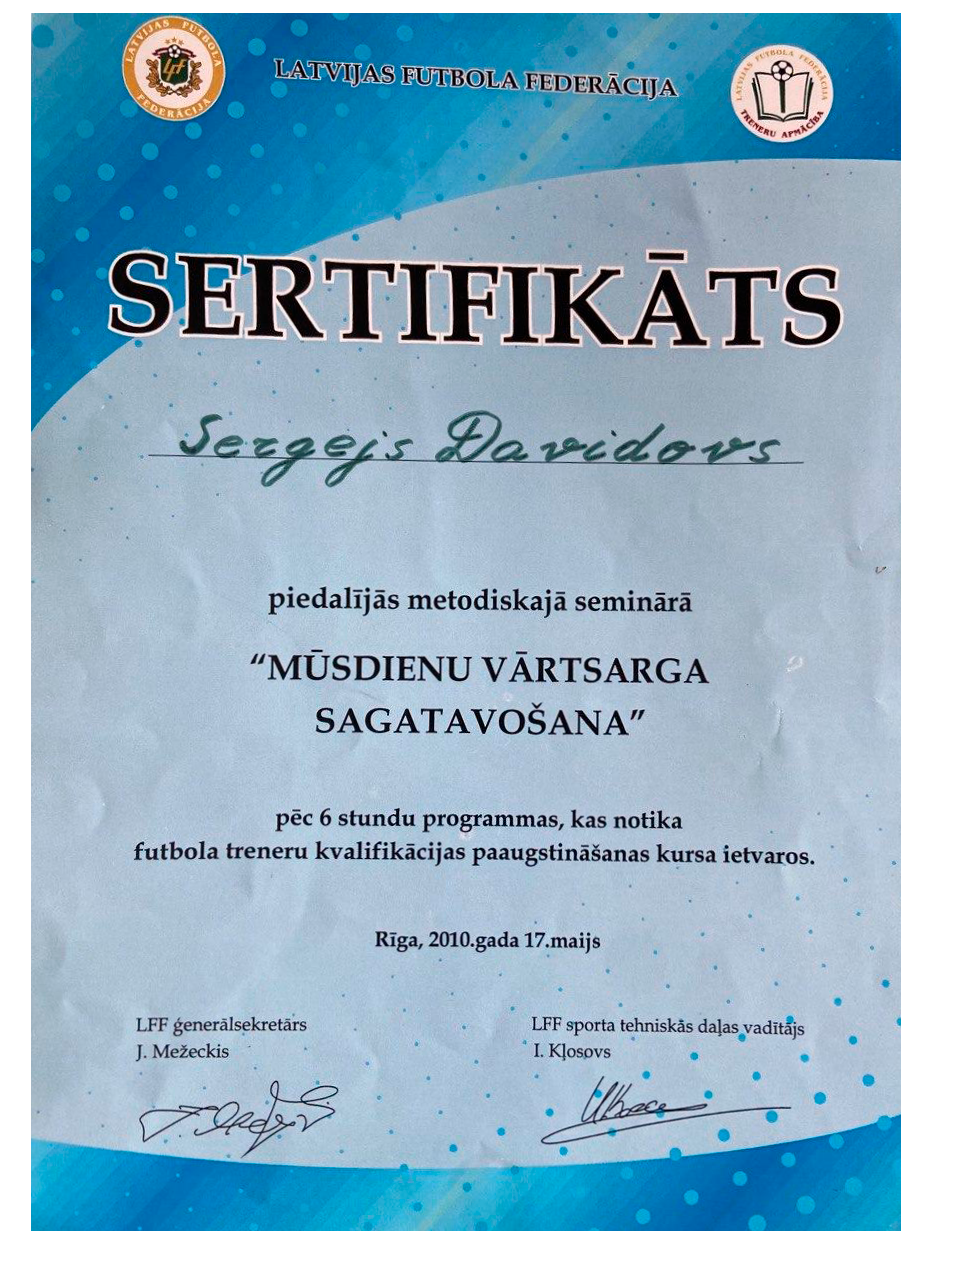 LATVIJAS FUTBOLA FEDERĀCIJA
LFF
LATVIJAS FUTBOLA FEDERĀCIJA
LATVIJAS FUTBOLA FEDERĀCIJA
TRENERU APMĀCĪBA
SERTIFIKĀTS
Sergejs Davidovs
piedalījās metodiskajā seminārā
“MŪSDIENU VĀRTSARGA
SAGATAVOŠANA”
pēc 6 stundu programmas, kas notika
futbola treneru kvalifikācijas paaugstināšanas kursa ietvaros.
Rīga, 2010.gada 17.maijs
LFF ģenerālsekretārs
J. Mežeckis
LFF sporta tehniskās daļas vadītājs
I. Kļosovs